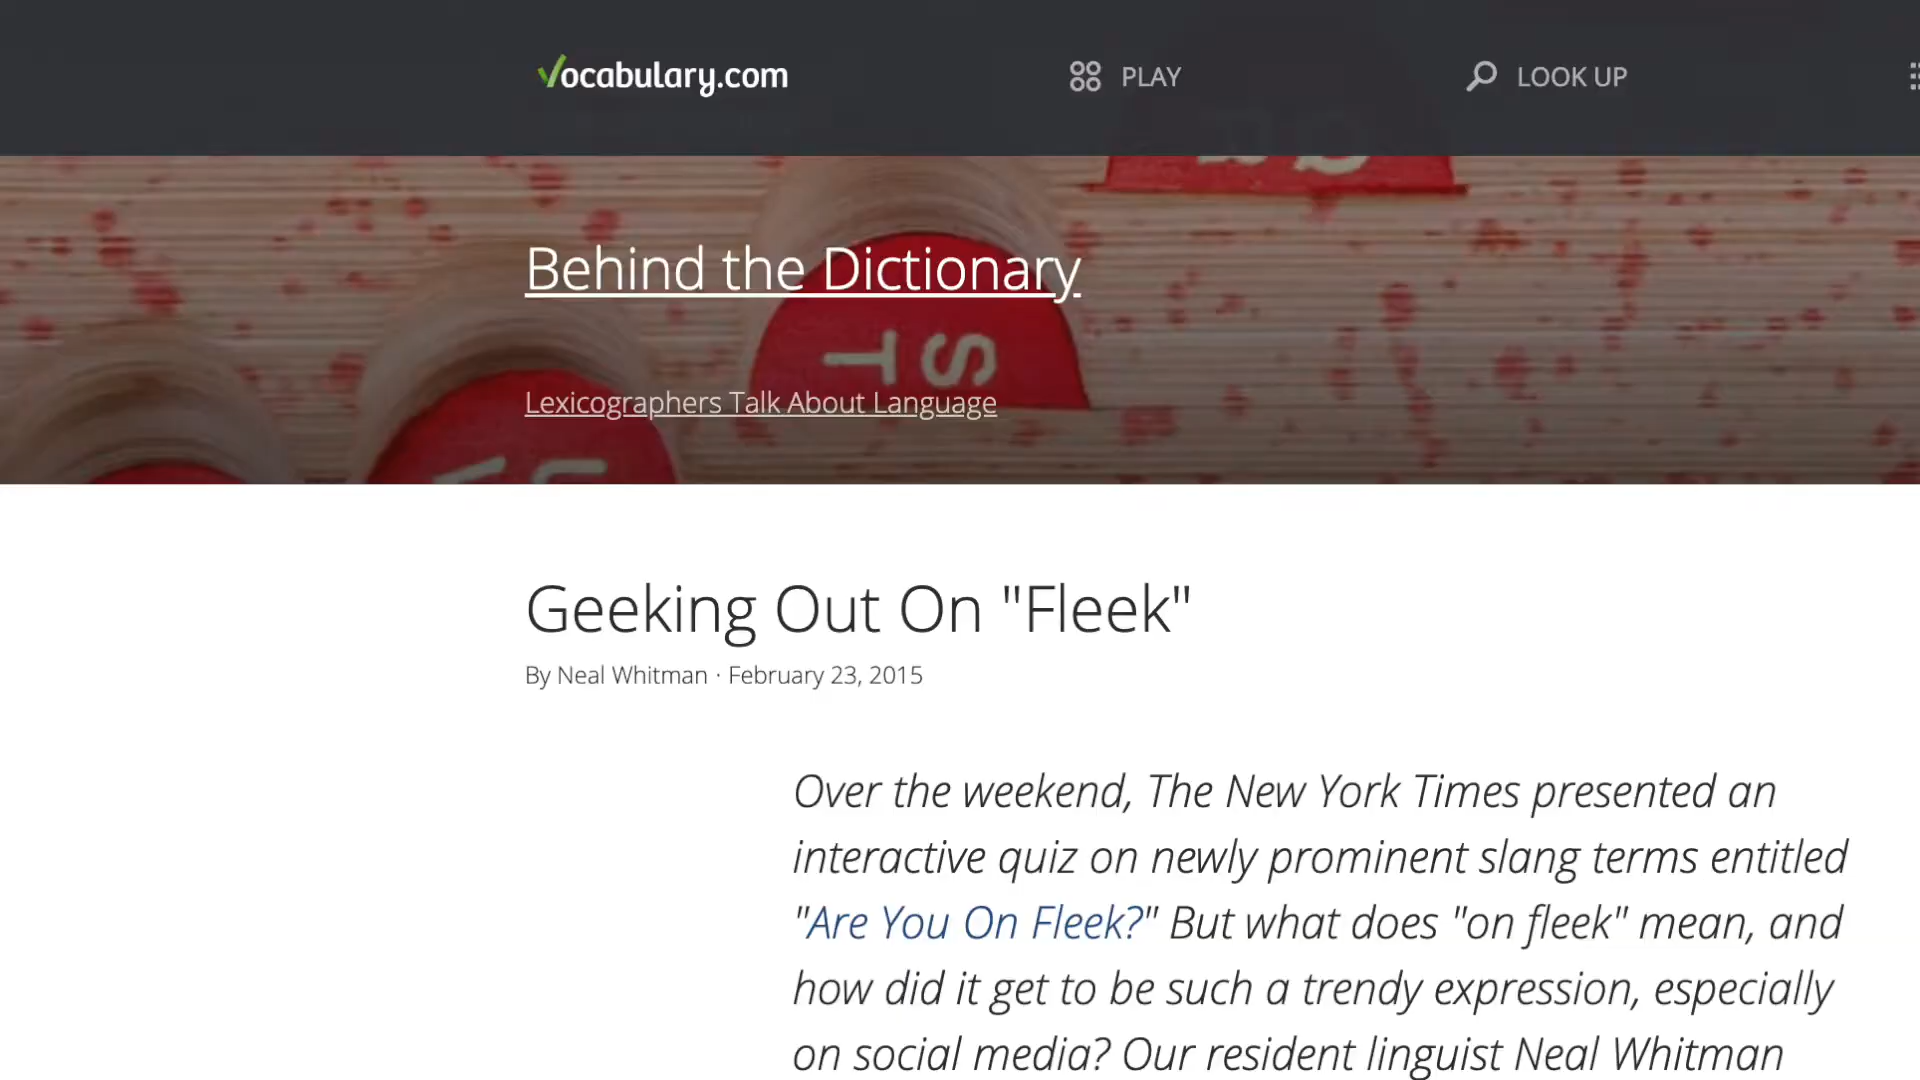 Vocabulary.com PLAY LOOK UP
Behind the Dictionary
S T
Lexicographers Talk About Language
Geeking Out On "Fleek"
By Neal Whitman · February 23, 2015
Over the weekend, The New York Times presented an
interactive quiz on newly prominent slang terms entitled
"Are You On Fleek?" But what does "on fleek" mean, and
how did it get to be such a trendy expression, especially
on social media? Our resident linguist Neal Whitman